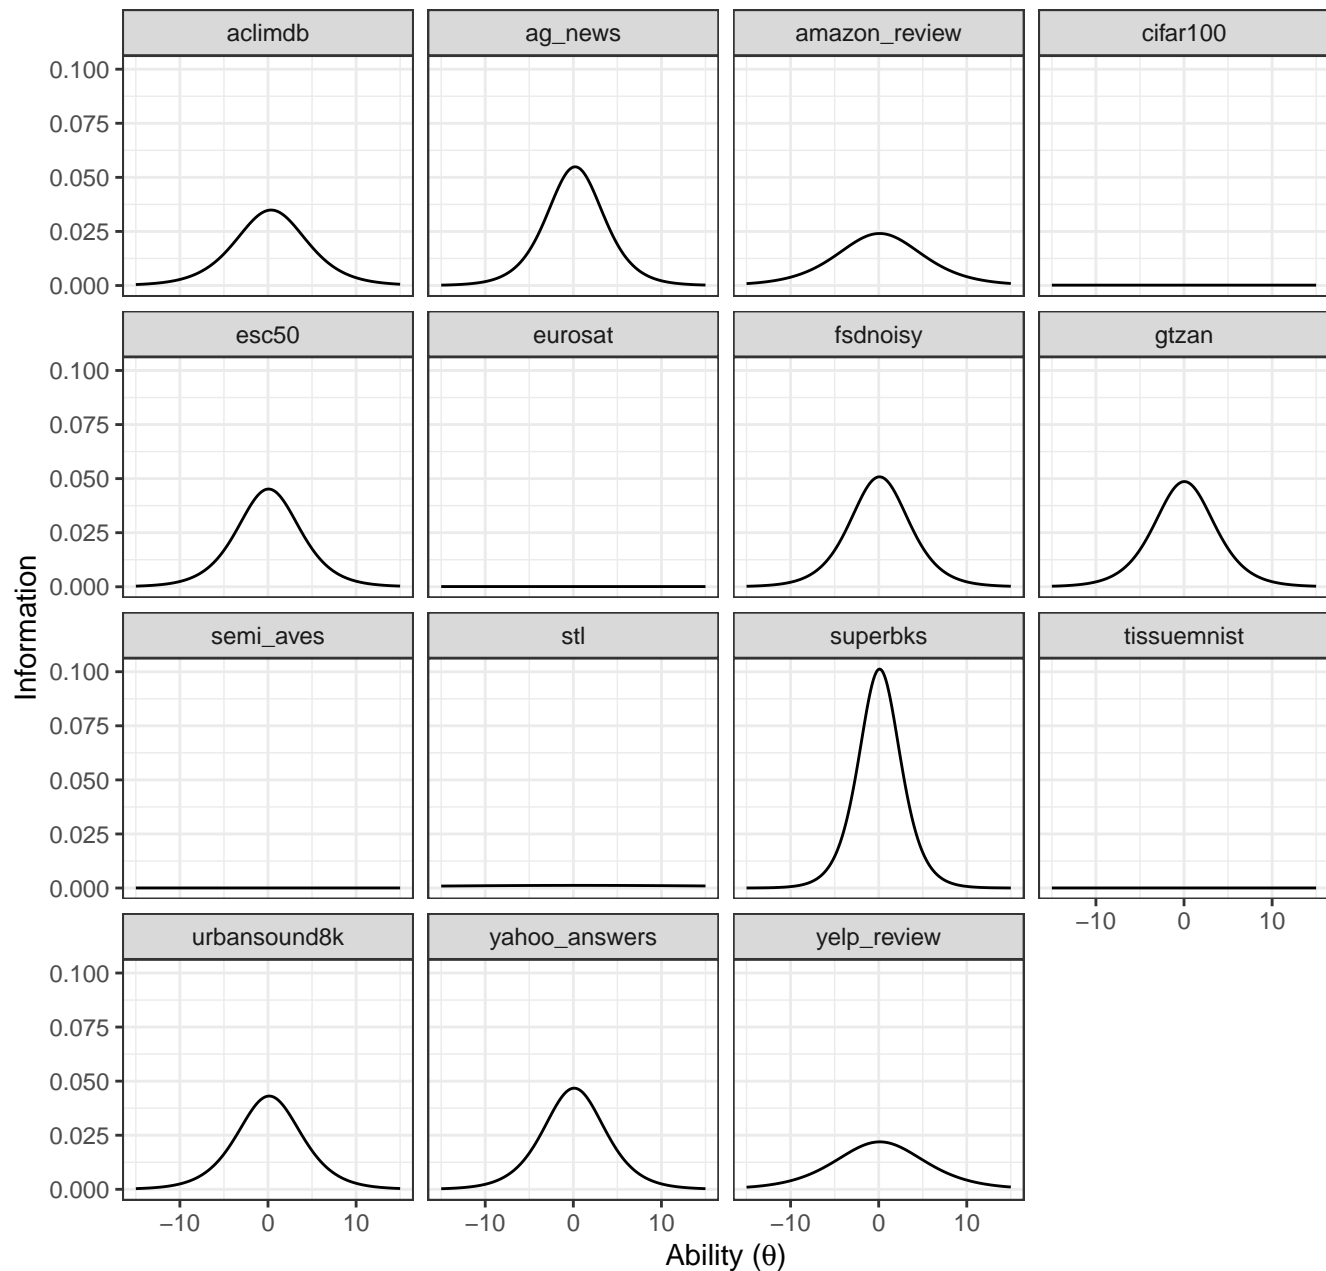 aclimdb ag_news amazon_review cifar100
0.100
0.075
0.050
0.025
0.000
esc50 eurosat fsdnoisy gtzan
0.100
0.075
0.050
0.025
0.000
semi_aves stl superbks tissuemnist
0.100
0.075
0.050
0.025
0.000
−10 0 10
urbansound8k yahoo_answers yelp_review
0.100
0.075
0.050
0.025
0.000
−10 0 10 −10 0 10 −10 0 10
Ability (θ)
Information